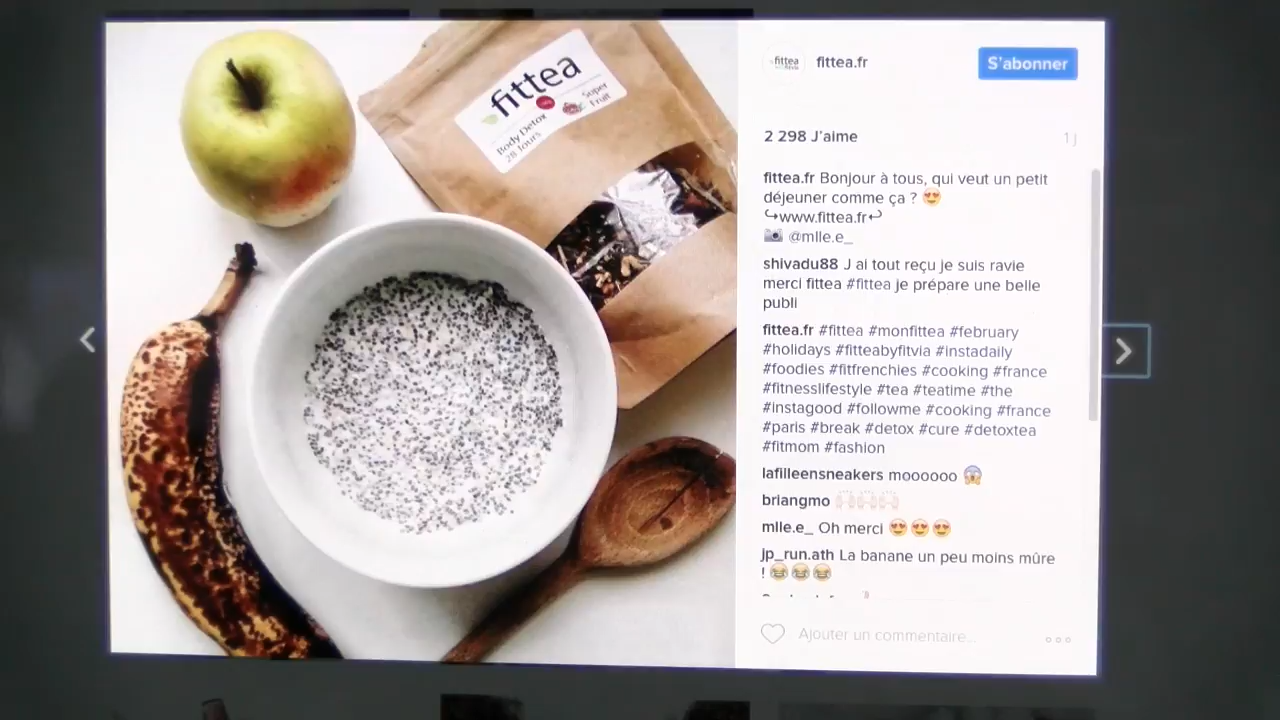 fittea
Body Detox
28 Jours
Super
Fruit
fittea
fittea.fr
S'abonner
2 298 J'aime
1 j
fittea.fr Bonjour à tous, qui veut un petit
déjeuner comme ça ? 😍
↪www.fittea.fr↩
📷 @mlle.e_
shivadu88 J ai tout reçu je suis ravie
merci fittea #fittea je prépare une belle
publi
fittea.fr #fittea #monfittea #february
#holidays #fitteabyfitvia #instadaily
#foodies #fitfrenchies #cooking #france
#fitnesslifestyle #tea #teatime #the
#instagood #followme #cooking #france
#paris #break #detox #cure #detoxtea
#fitmom #fashion
lafilleensneakers moooooo 😱
briangmo 🙌🏻🙌🏻🙌🏻
mlle.e_ Oh merci 😍😍😍
jp_run.ath La banane un peu moins mûre
! 😂😂😂
Ajouter un commentaire...